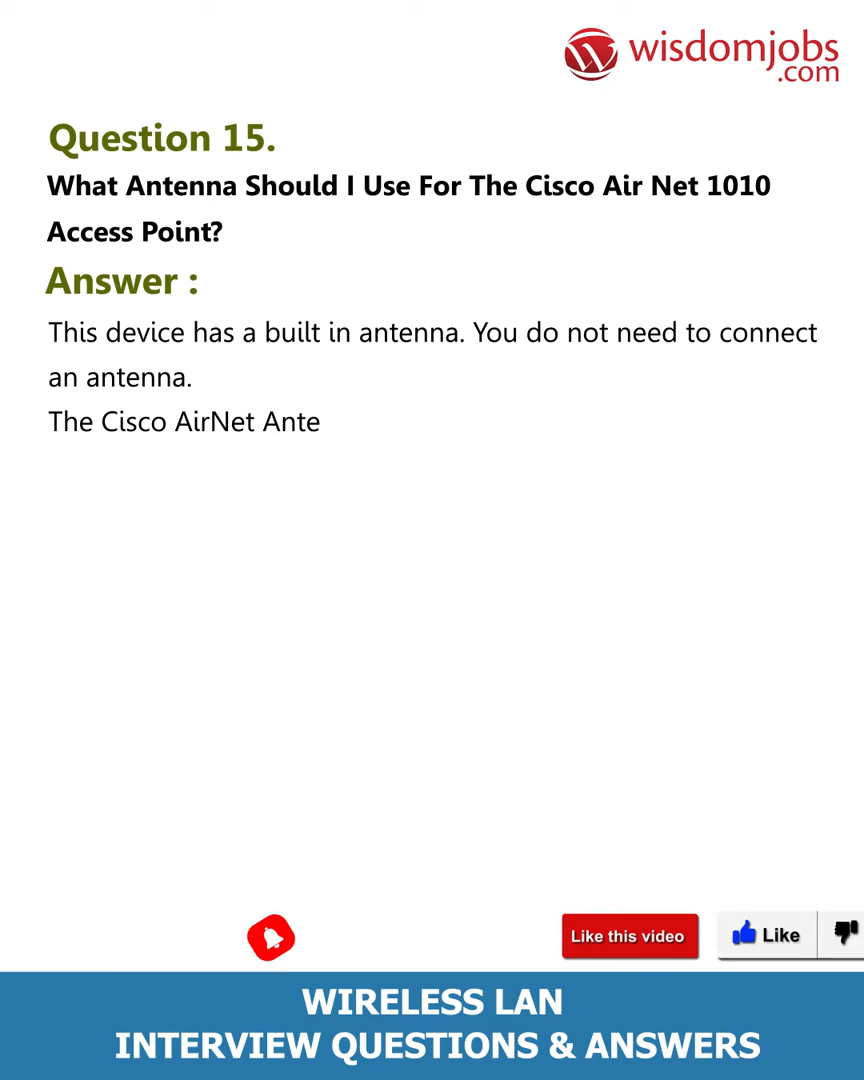 wisdomjobs
.com
Question 15.
What Antenna Should I Use For The Cisco Air Net 1010
Access Point?
Answer :
This device has a built in antenna. You do not need to connect
an antenna.
The Cisco AirNet Ante
Like this video
Like
WIRELESS LAN
INTERVIEW QUESTIONS & ANSWERS